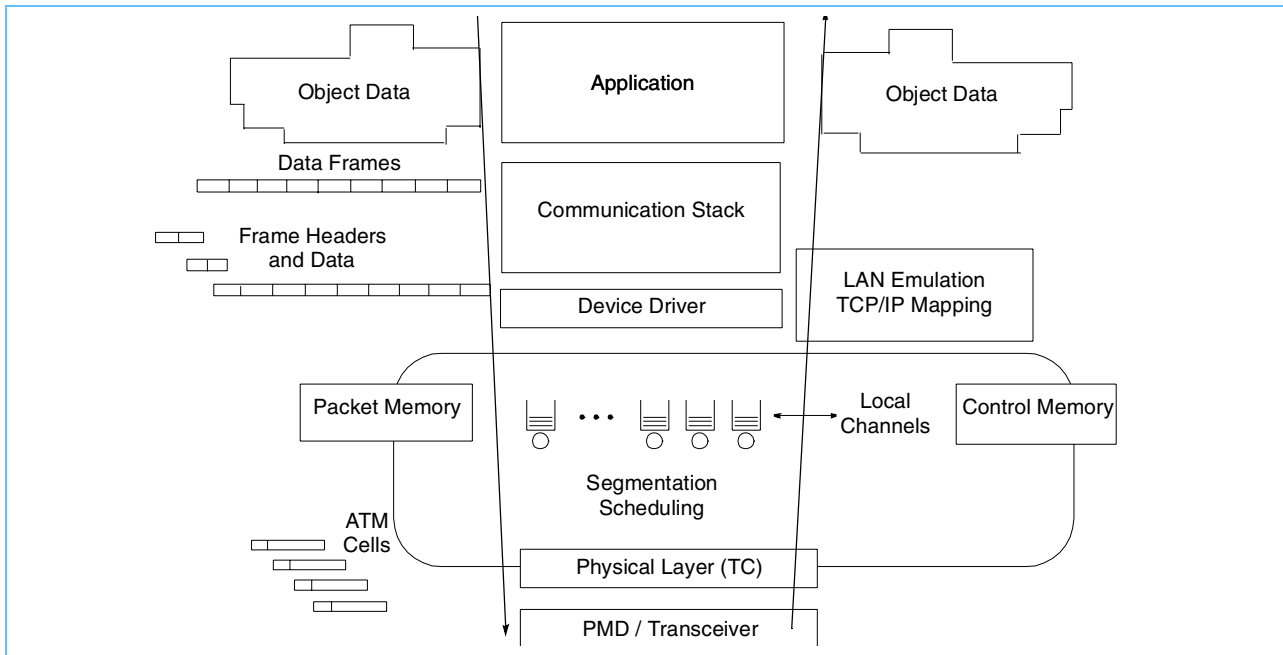 Object Data
Application
Object Data
Data Frames
Communication Stack
Frame Headers
and Data
LAN Emulation
TCP/IP Mapping
Device Driver
Packet Memory
Local
Channels
Control Memory
Segmentation
Scheduling
ATM
Cells
Physical Layer (TC)
PMD / Transceiver